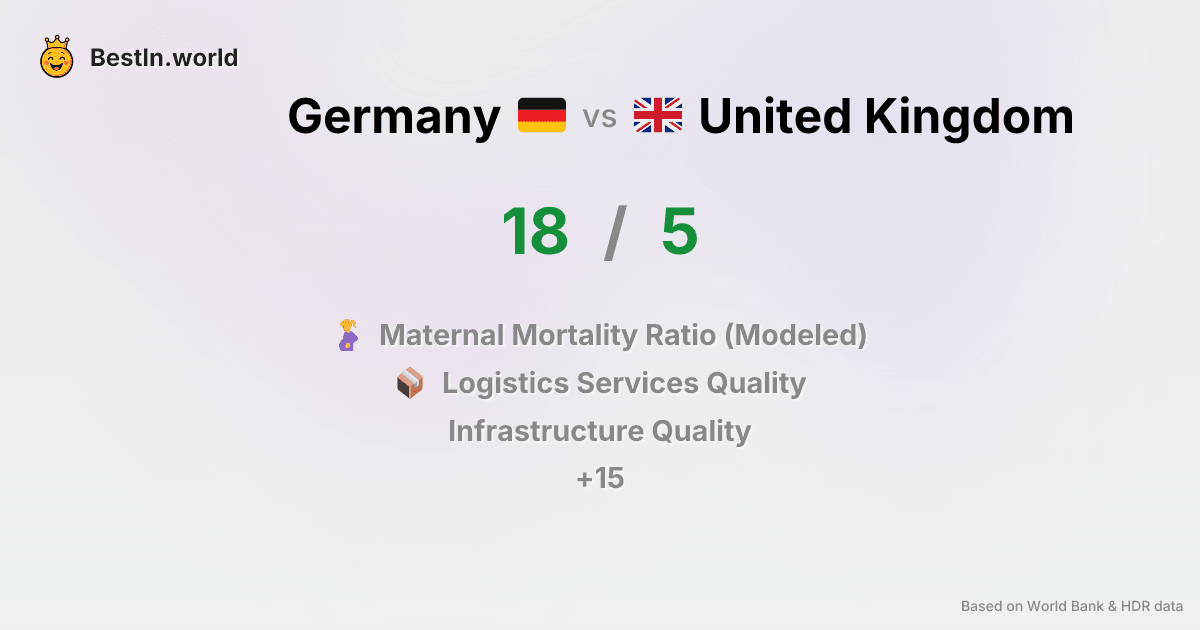 BestIn.world
Germany vs United Kingdom
18 / 5
Maternal Mortality Ratio (Modeled)
Logistics Services Quality
Infrastructure Quality
+15
Based on World Bank & HDR data